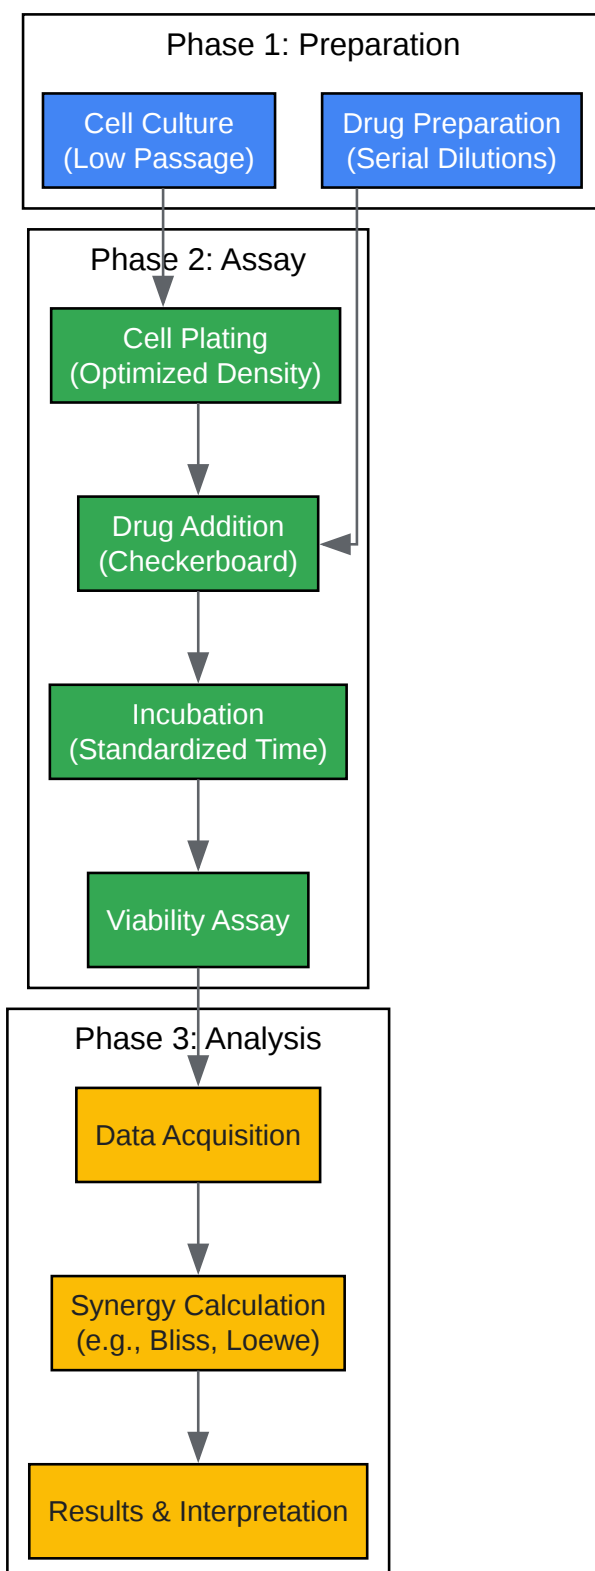 Phase 1: Preparation
Cell Culture
(Low Passage)
Drug Preparation
(Serial Dilutions)
Phase 2: Assay
Cell Plating
(Optimized Density)
Drug Addition
(Checkerboard)
Incubation
(Standardized Time)
Viability Assay
Phase 3: Analysis
Data Acquisition
Synergy Calculation
(e.g., Bliss, Loewe)
Results & Interpretation